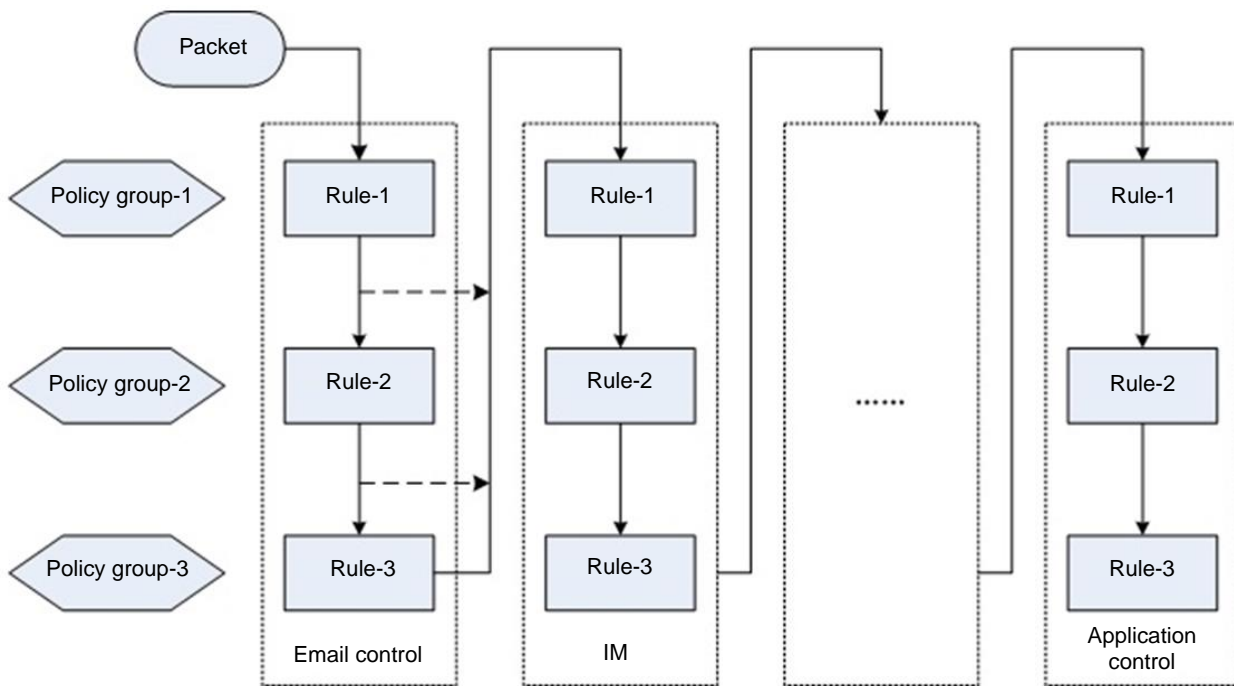 Packet
Policy group-1
Rule-1
Rule-1
Rule-1
Policy group-2
Rule-2
Rule-2
......
Rule-2
Policy group-3
Rule-3
Rule-3
Rule-3
Email control
IM
Application
control